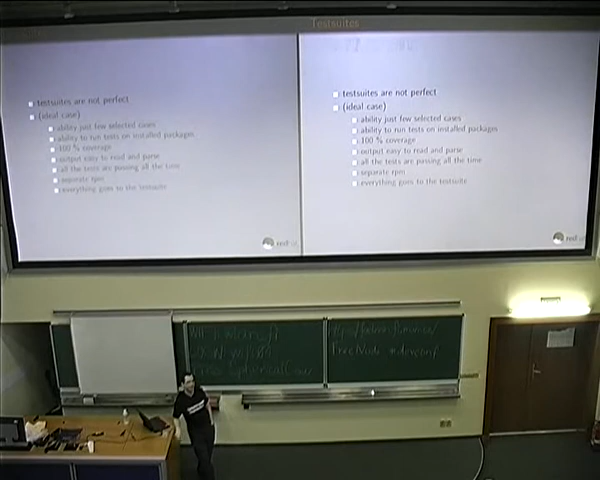 Testsuites
testsuites are not perfect
(ideal case)
ability just few selected cases
ability to run tests on installed packages
100 % coverage
output easy to read and parse
all the tests are passing all the time
separate rpm
everything goes to the testsuite
red
testsuites are not perfect
(ideal case)
ability just few selected cases
ability to run tests on installed packages
100 % coverage
output easy to read and parse
all the tests are passing all the time
separate rpm
everything goes to the testsuite
red
FreeNode #devconf